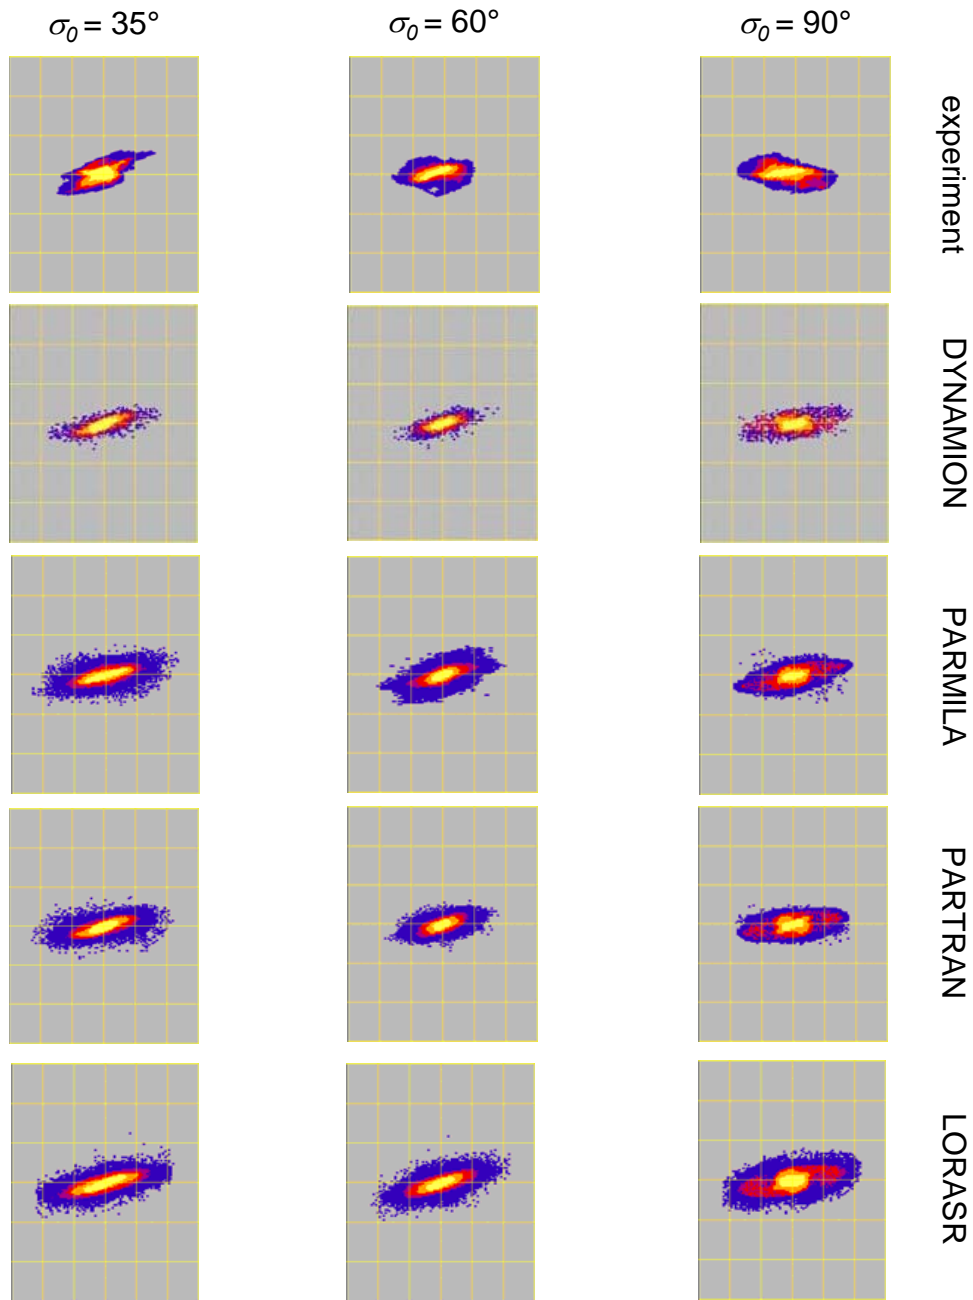 σ₀ = 35°
σ₀ = 60°
σ₀ = 90°
experiment
DYNAMION
PARMILA
PARTRAN
LORASR